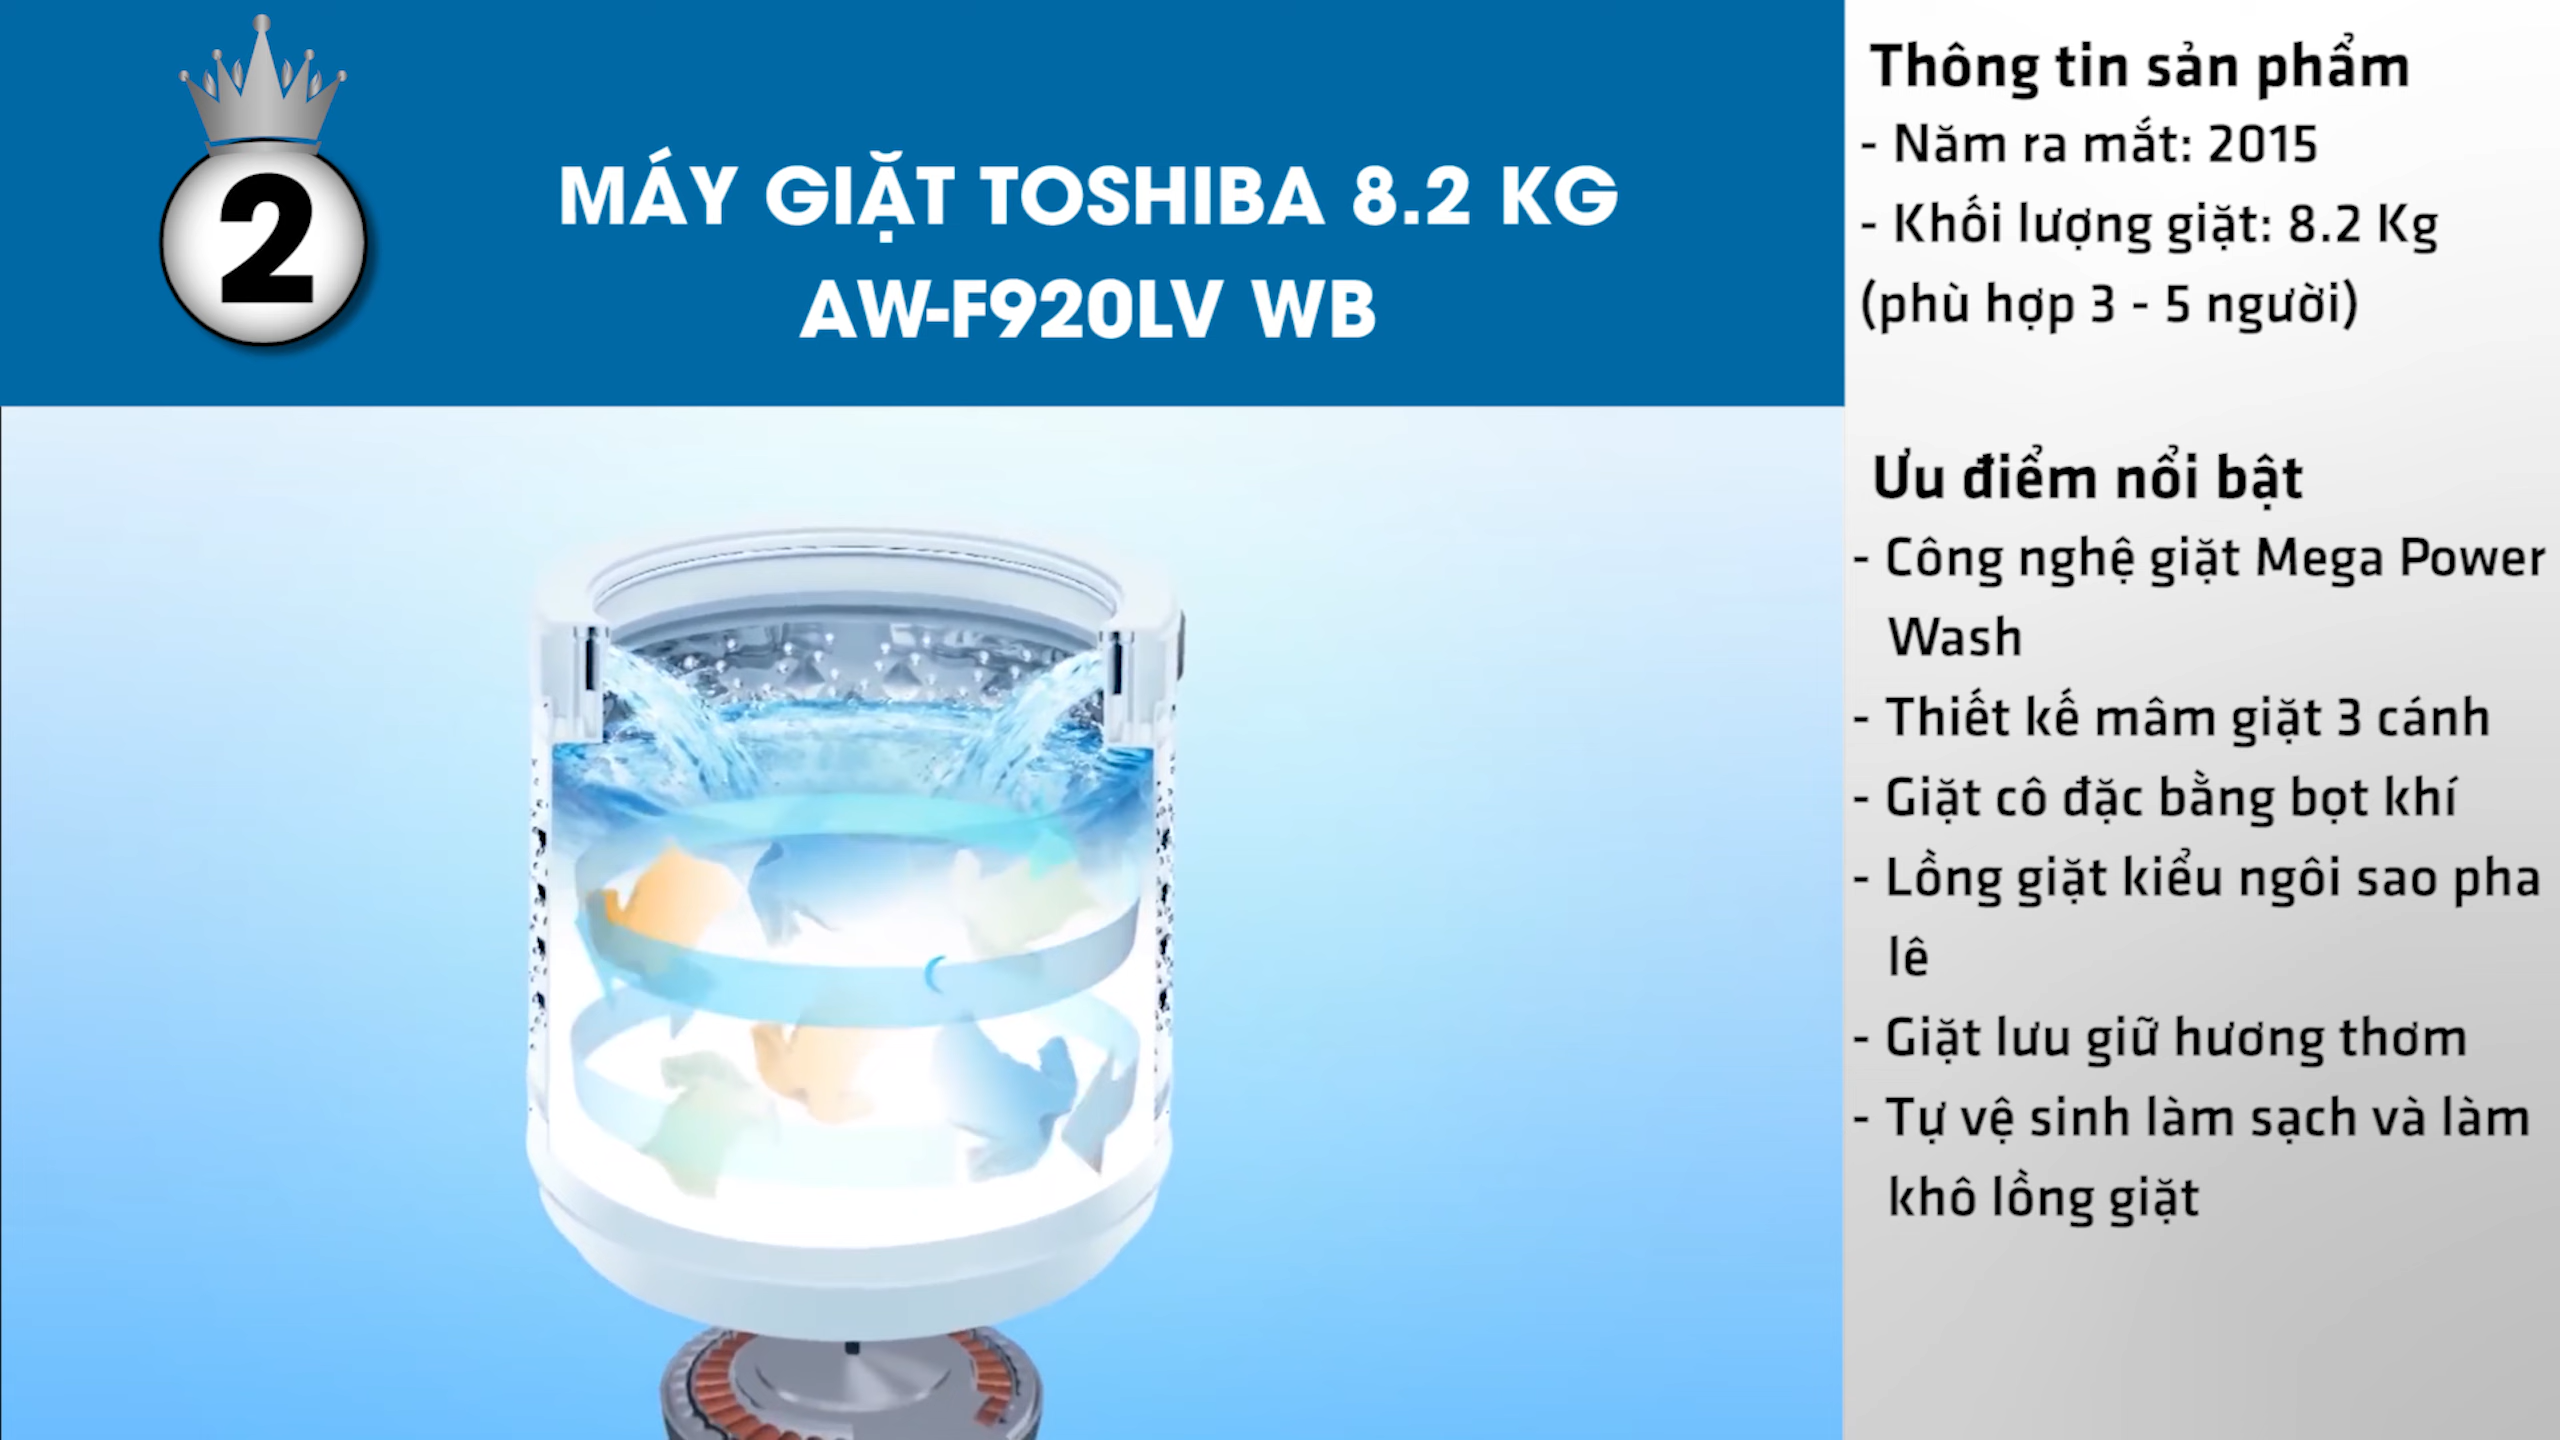 2
MÁY GIẶT TOSHIBA 8.2 KG
AW-F920LV WB
Thông tin sản phẩm
- Năm ra mắt: 2015
- Khối lượng giặt: 8.2 Kg
(phù hợp 3 - 5 người)
Ưu điểm nổi bật
- Công nghệ giặt Mega Power
Wash
- Thiết kế mâm giặt 3 cánh
- Giặt cô đặc bằng bọt khí
- Lồng giặt kiểu ngôi sao pha
lê
- Giặt lưu giữ hương thơm
- Tự vệ sinh làm sạch và làm
khô lồng giặt